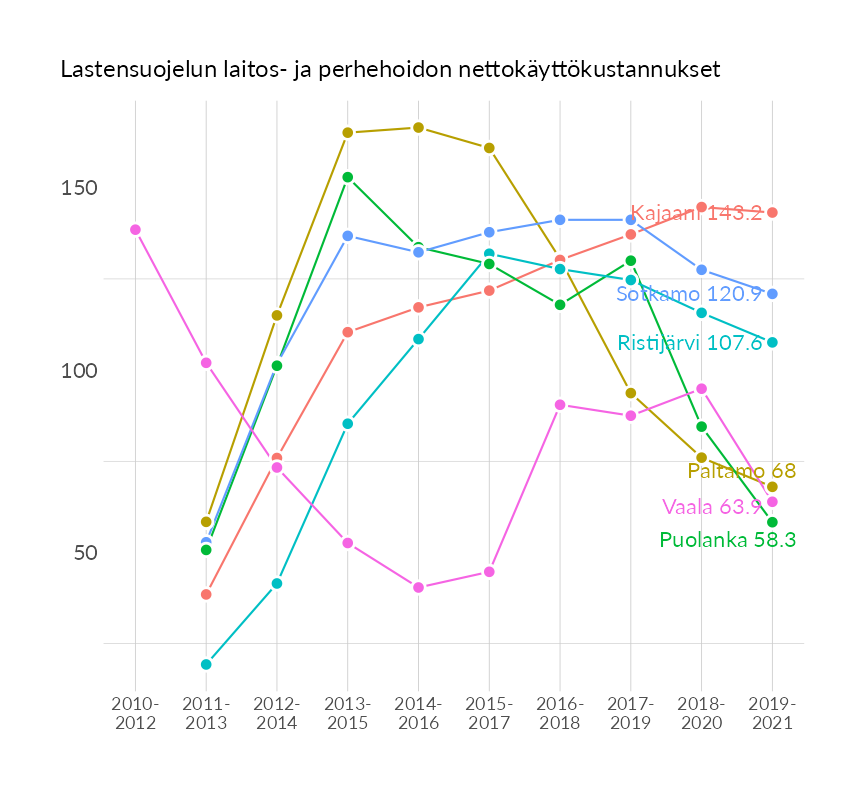 Lastensuojelun laitos- ja perhehoidon nettokäyttökustannukset
150
100
50
Kajaani 143.2
Sotkamo 120.9
Ristijärvi 107.6
Paltamo 68
Vaala 63.9
Puolanka 58.3
2010- 2011- 2012- 2013- 2014- 2015- 2016- 2017- 2018- 2019-
2012 2013 2014 2015 2016 2017 2018 2019 2020 2021